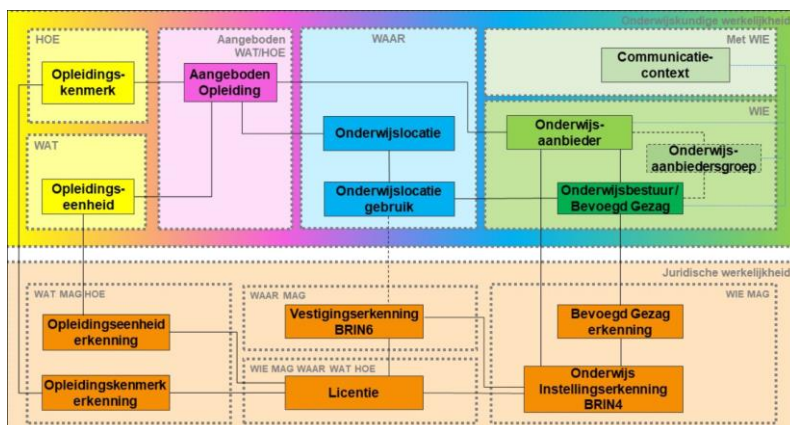 Onderwijskundige werkelijkheid
HOE
Opleidings-
kenmerk
WAT
Opleidings-
eenheid
Aangeboden
WAT/HOE
Aangeboden
Opleiding
WAAR
Onderwijslocatie
Onderwijslocatie
gebruik
Met WIE
Communicatie-
context
WIE
Onderwijs-
aanbieder
Onderwijs-
aanbiedersgroep
Onderwijsbestuur/
Bevoegd Gezag
Juridische werkelijkheid
WAT MAG HOE
Opleidingseenheid
erkenning
Opleidingskenmerk
erkenning
WAAR MAG
Vestigingserkenning
BRIN6
WIE MAG WAAR WAT HOE
Licentie
WIE MAG
Bevoegd Gezag
erkenning
Onderwijs
Instellingserkenning
BRIN4